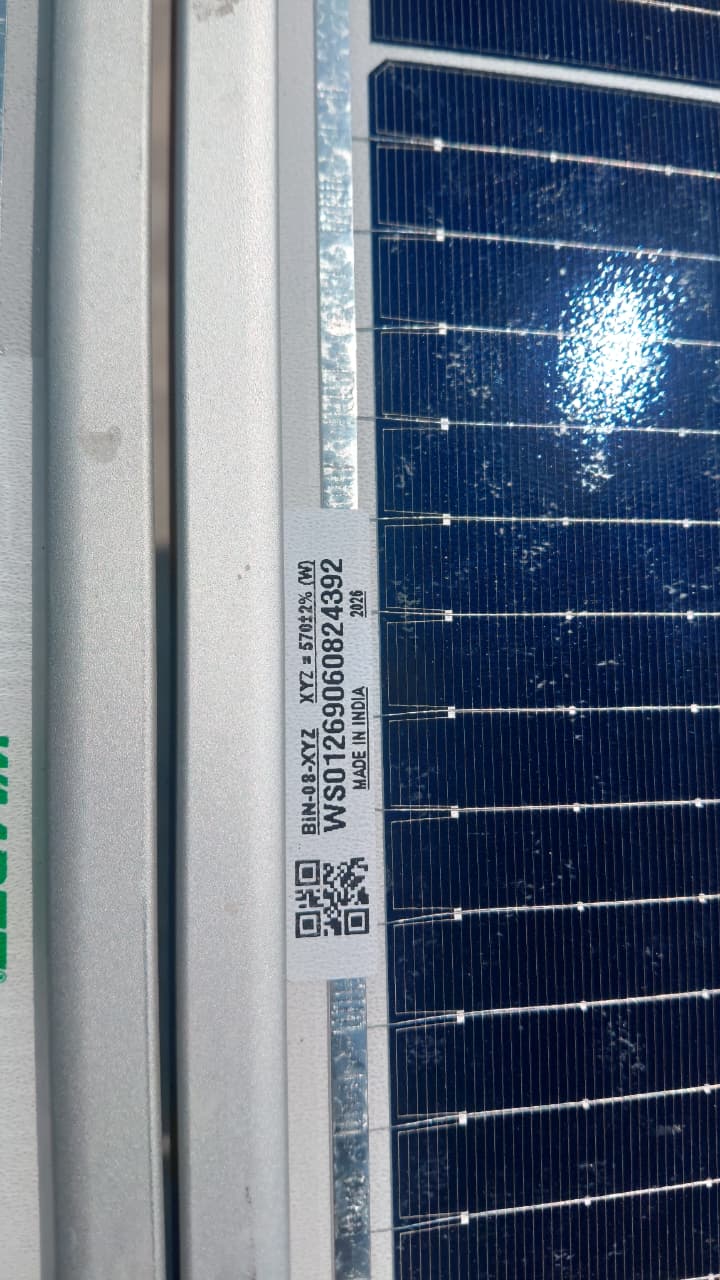 BiN-08-XYZ XYZ = 570±2% (W)
WS01269060824392
MADE IN INDIA 2026